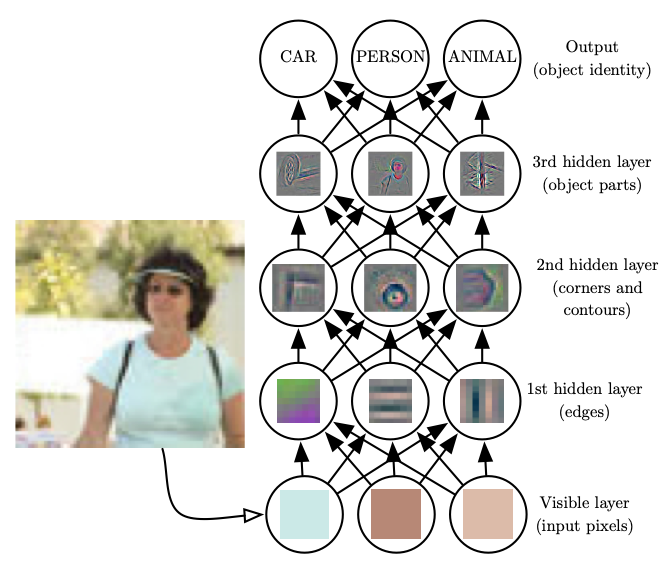 CAR
PERSON
ANIMAL
Output
(object identity)
3rd hidden layer
(object parts)
2nd hidden layer
(corners and
contours)
1st hidden layer
(edges)
Visible layer
(input pixels)